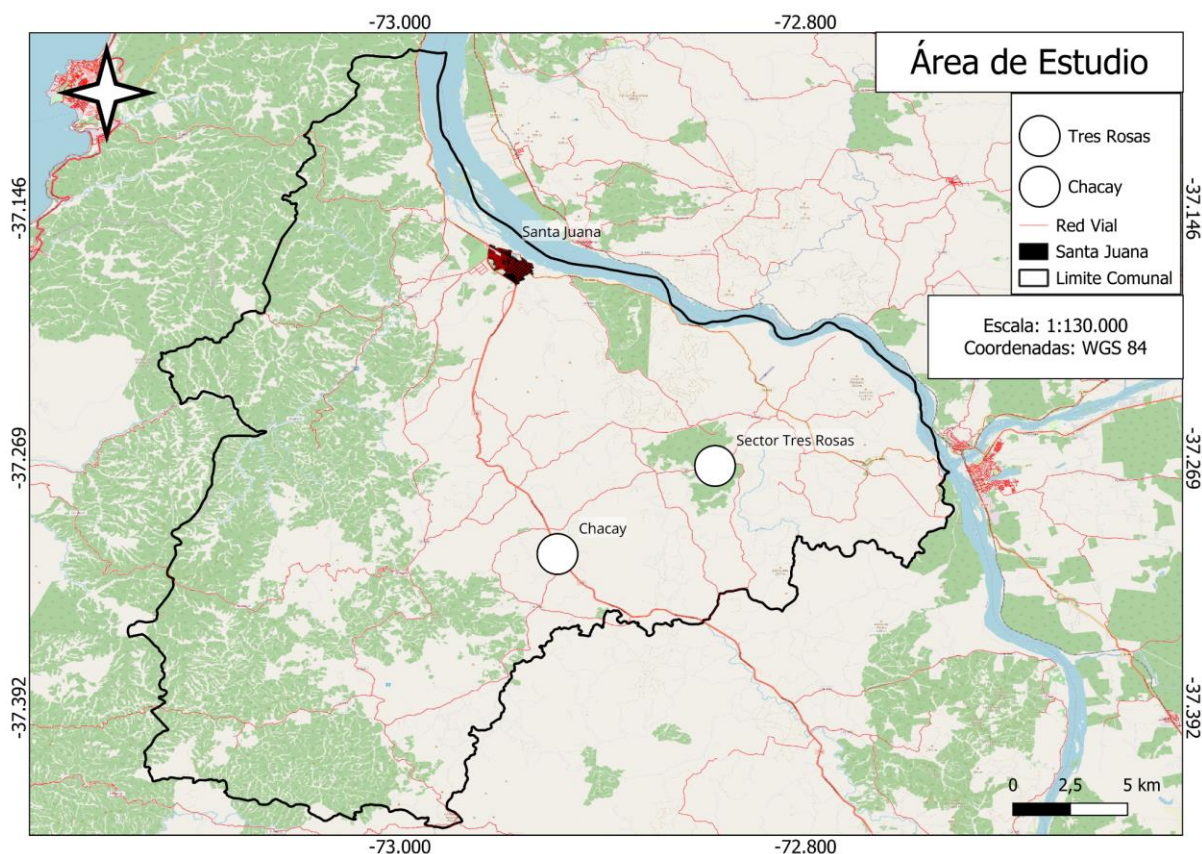 -73.000
-72.800
Área de Estudio
Tres Rosas
Chacay
Red Vial
Santa Juana
Limite Comunal
Escala: 1:130.000
Coordenadas: WGS 84
-37.146
-37.146
Santa Juana
-37.269
-37.269
Sector Tres Rosas
Chacay
-37.392
-37.392
0 2,5 5 km
-73.000
-72.800